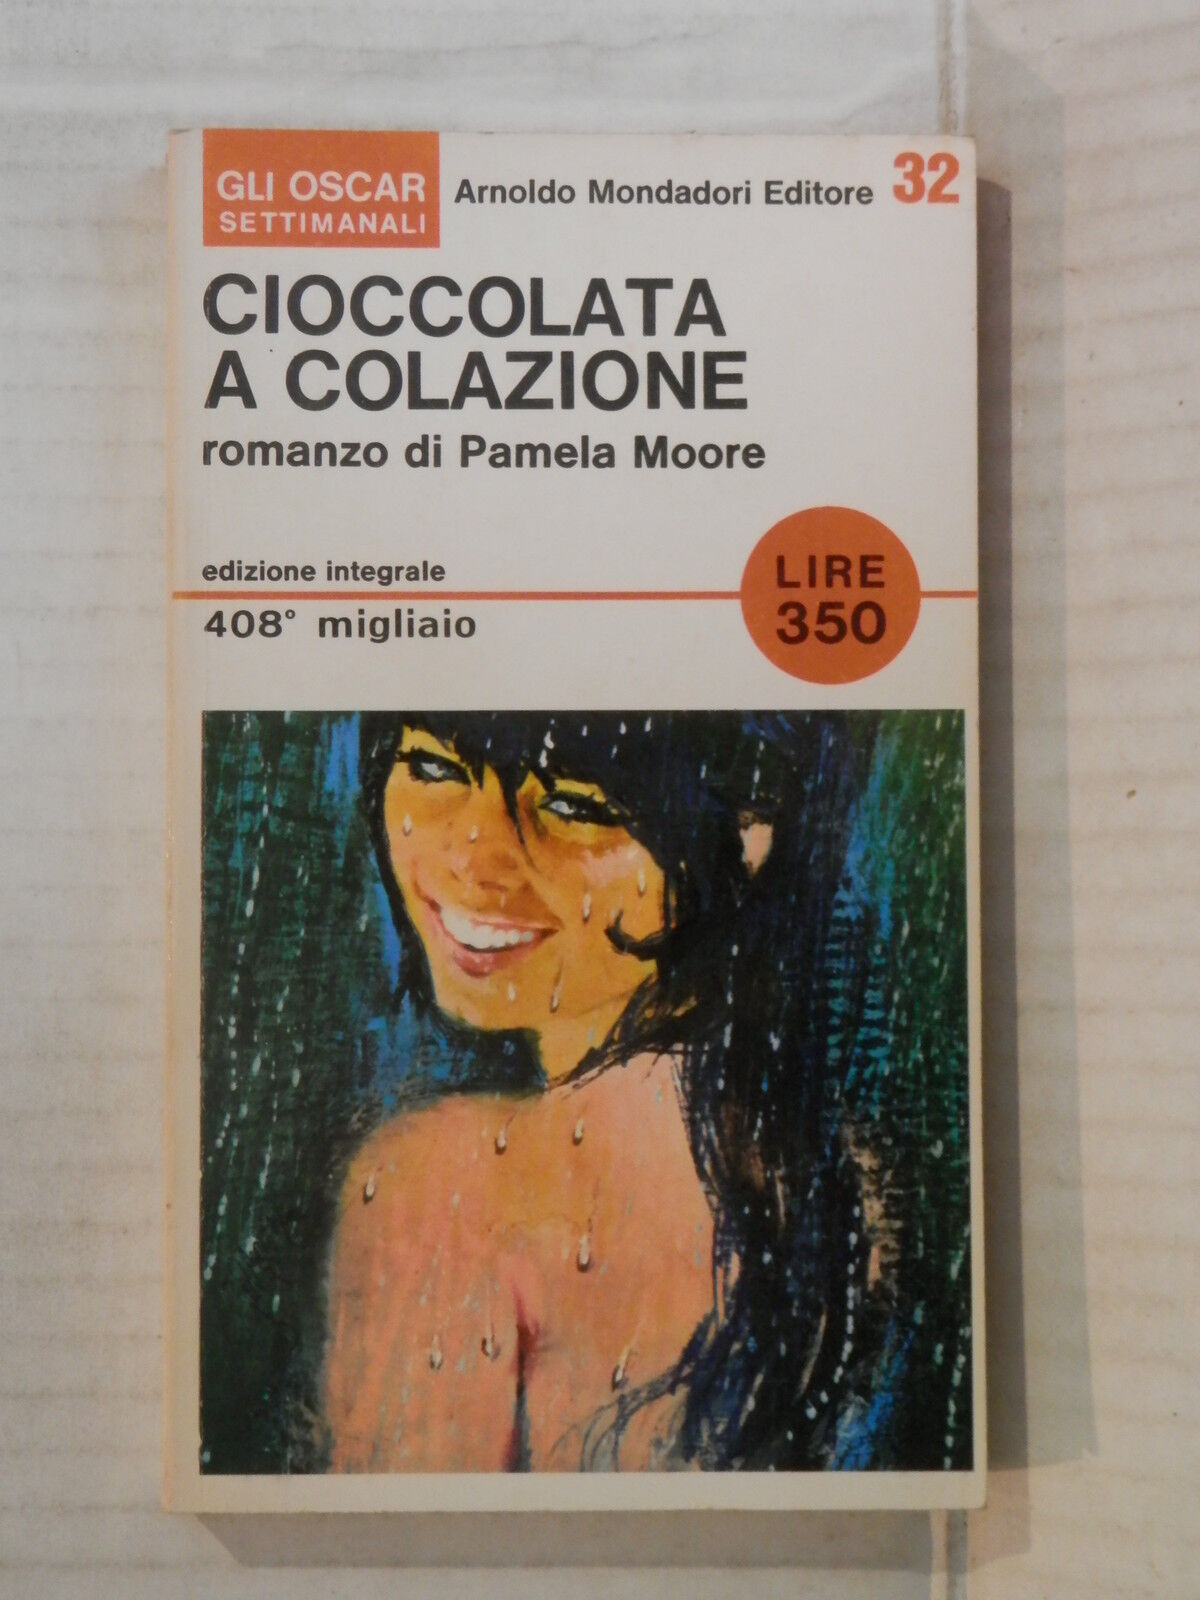 GLI OSCAR
SETTIMANALI
Arnoldo Mondadori Editore 32
CIOCCOLATA
A COLAZIONE
romanzo di Pamela Moore
edizione integrale
408° migliaio
LIRE
350